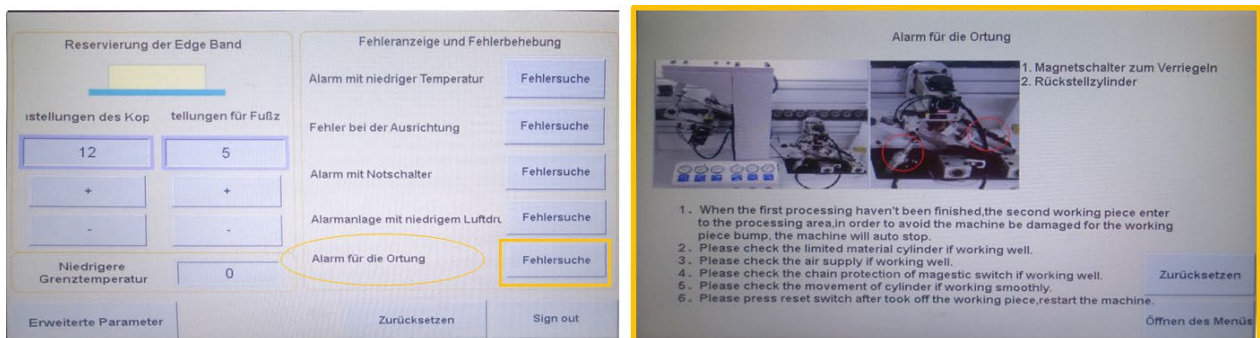 Reservierung der Edge Band
ıstellungen des Kop
tellungen für Fußz
12
5
+
+
-
-
Niedrigere
Grenztemperatur
0
Erweiterte Parameter
Fehleranzeige und Fehlerbehebung
Alarm mit niedriger Temperatur
Fehlersuche
Fehler bei der Ausrichtung
Fehlersuche
Alarm mit Notschalter
Fehlersuche
Alarmanlage mit niedrigem Luftdrι
Fehlersuche
Alarm für die Ortung
Fehlersuche
Zurücksetzen
Sign out
Alarm für die Ortung
1. Magnetschalter zum Verriegeln
2. Rückstellzylinder
1. When the first processing haven't been finished,the second working piece enter
to the processing area,in order to avoid the machine be damaged for the working
piece bump, the machine will auto stop.
2. Please check the limited material cylinder if working well.
3. Please check the air supply if working well.
4. Please check the chain protection of magestic switch if working well.
5. Please check the movement of cylinder if working smoothly.
6. Please press reset switch after took off the working piece,restart the machine.
Zurücksetzen
Öffnen des Menüs